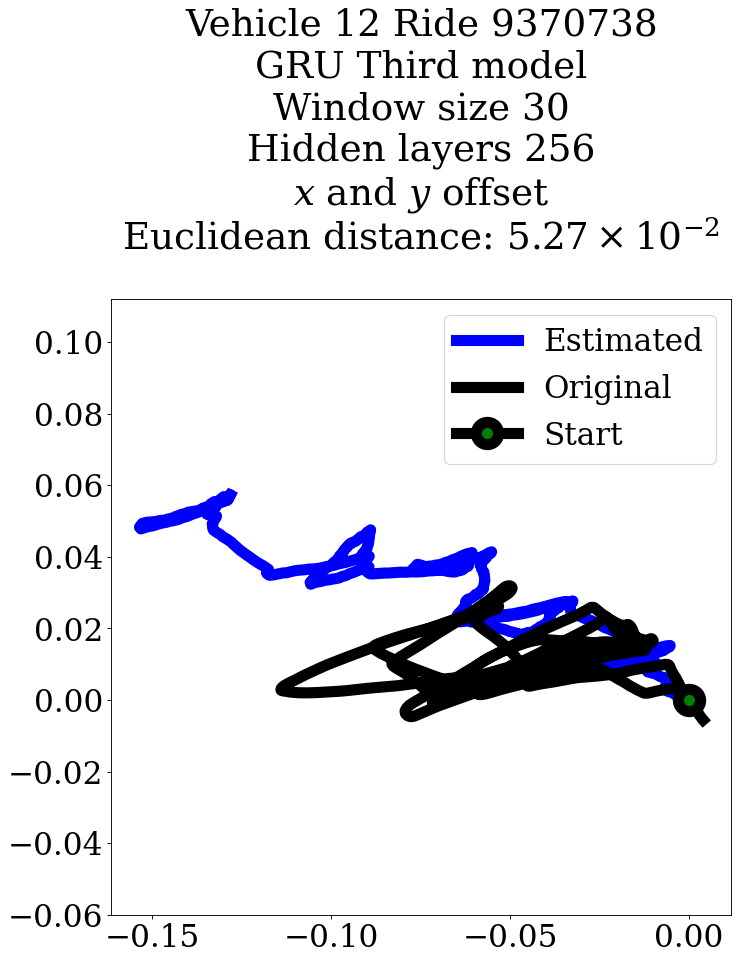 Vehicle 12 Ride 9370738
GRU Third model
Window size 30
Hidden layers 256
x and y offset
Euclidean distance: 5.27 × 10⁻²
Estimated
Original
Start
0.10
0.08
0.06
0.04
0.02
0.00
−0.02
−0.04
−0.06
−0.15 −0.10 −0.05 0.00